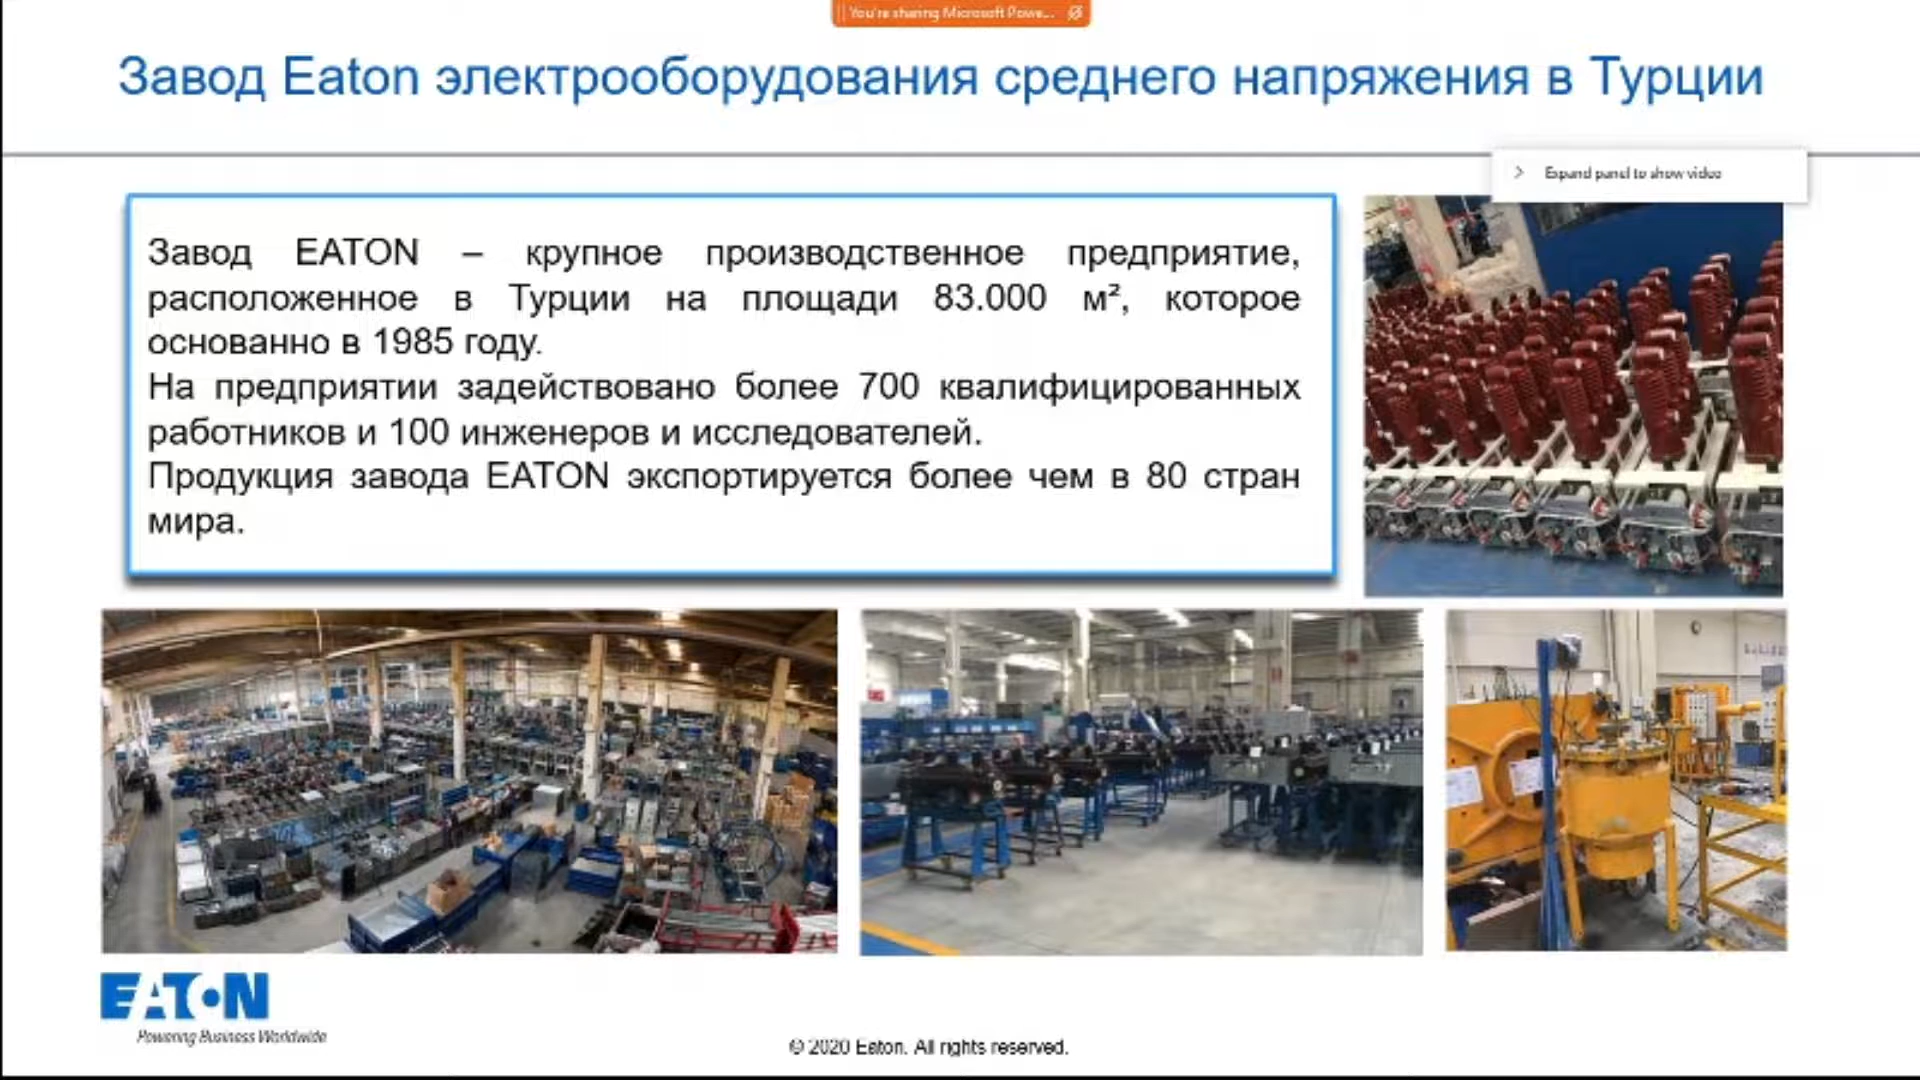 You're sharing Microsoft Powe...
Завод Eaton электрооборудования среднего напряжения в Турции
Expand panel to show video
Завод EATON – крупное производственное предприятие,
расположенное в Турции на площади 83.000 м², которое
основанно в 1985 году.
На предприятии задействовано более 700 квалифицированных
работников и 100 инженеров и исследователей.
Продукция завода EATON экспортируется более чем в 80 стран
мира.
EATON
Powering Business Worldwide
© 2020 Eaton. All rights reserved.